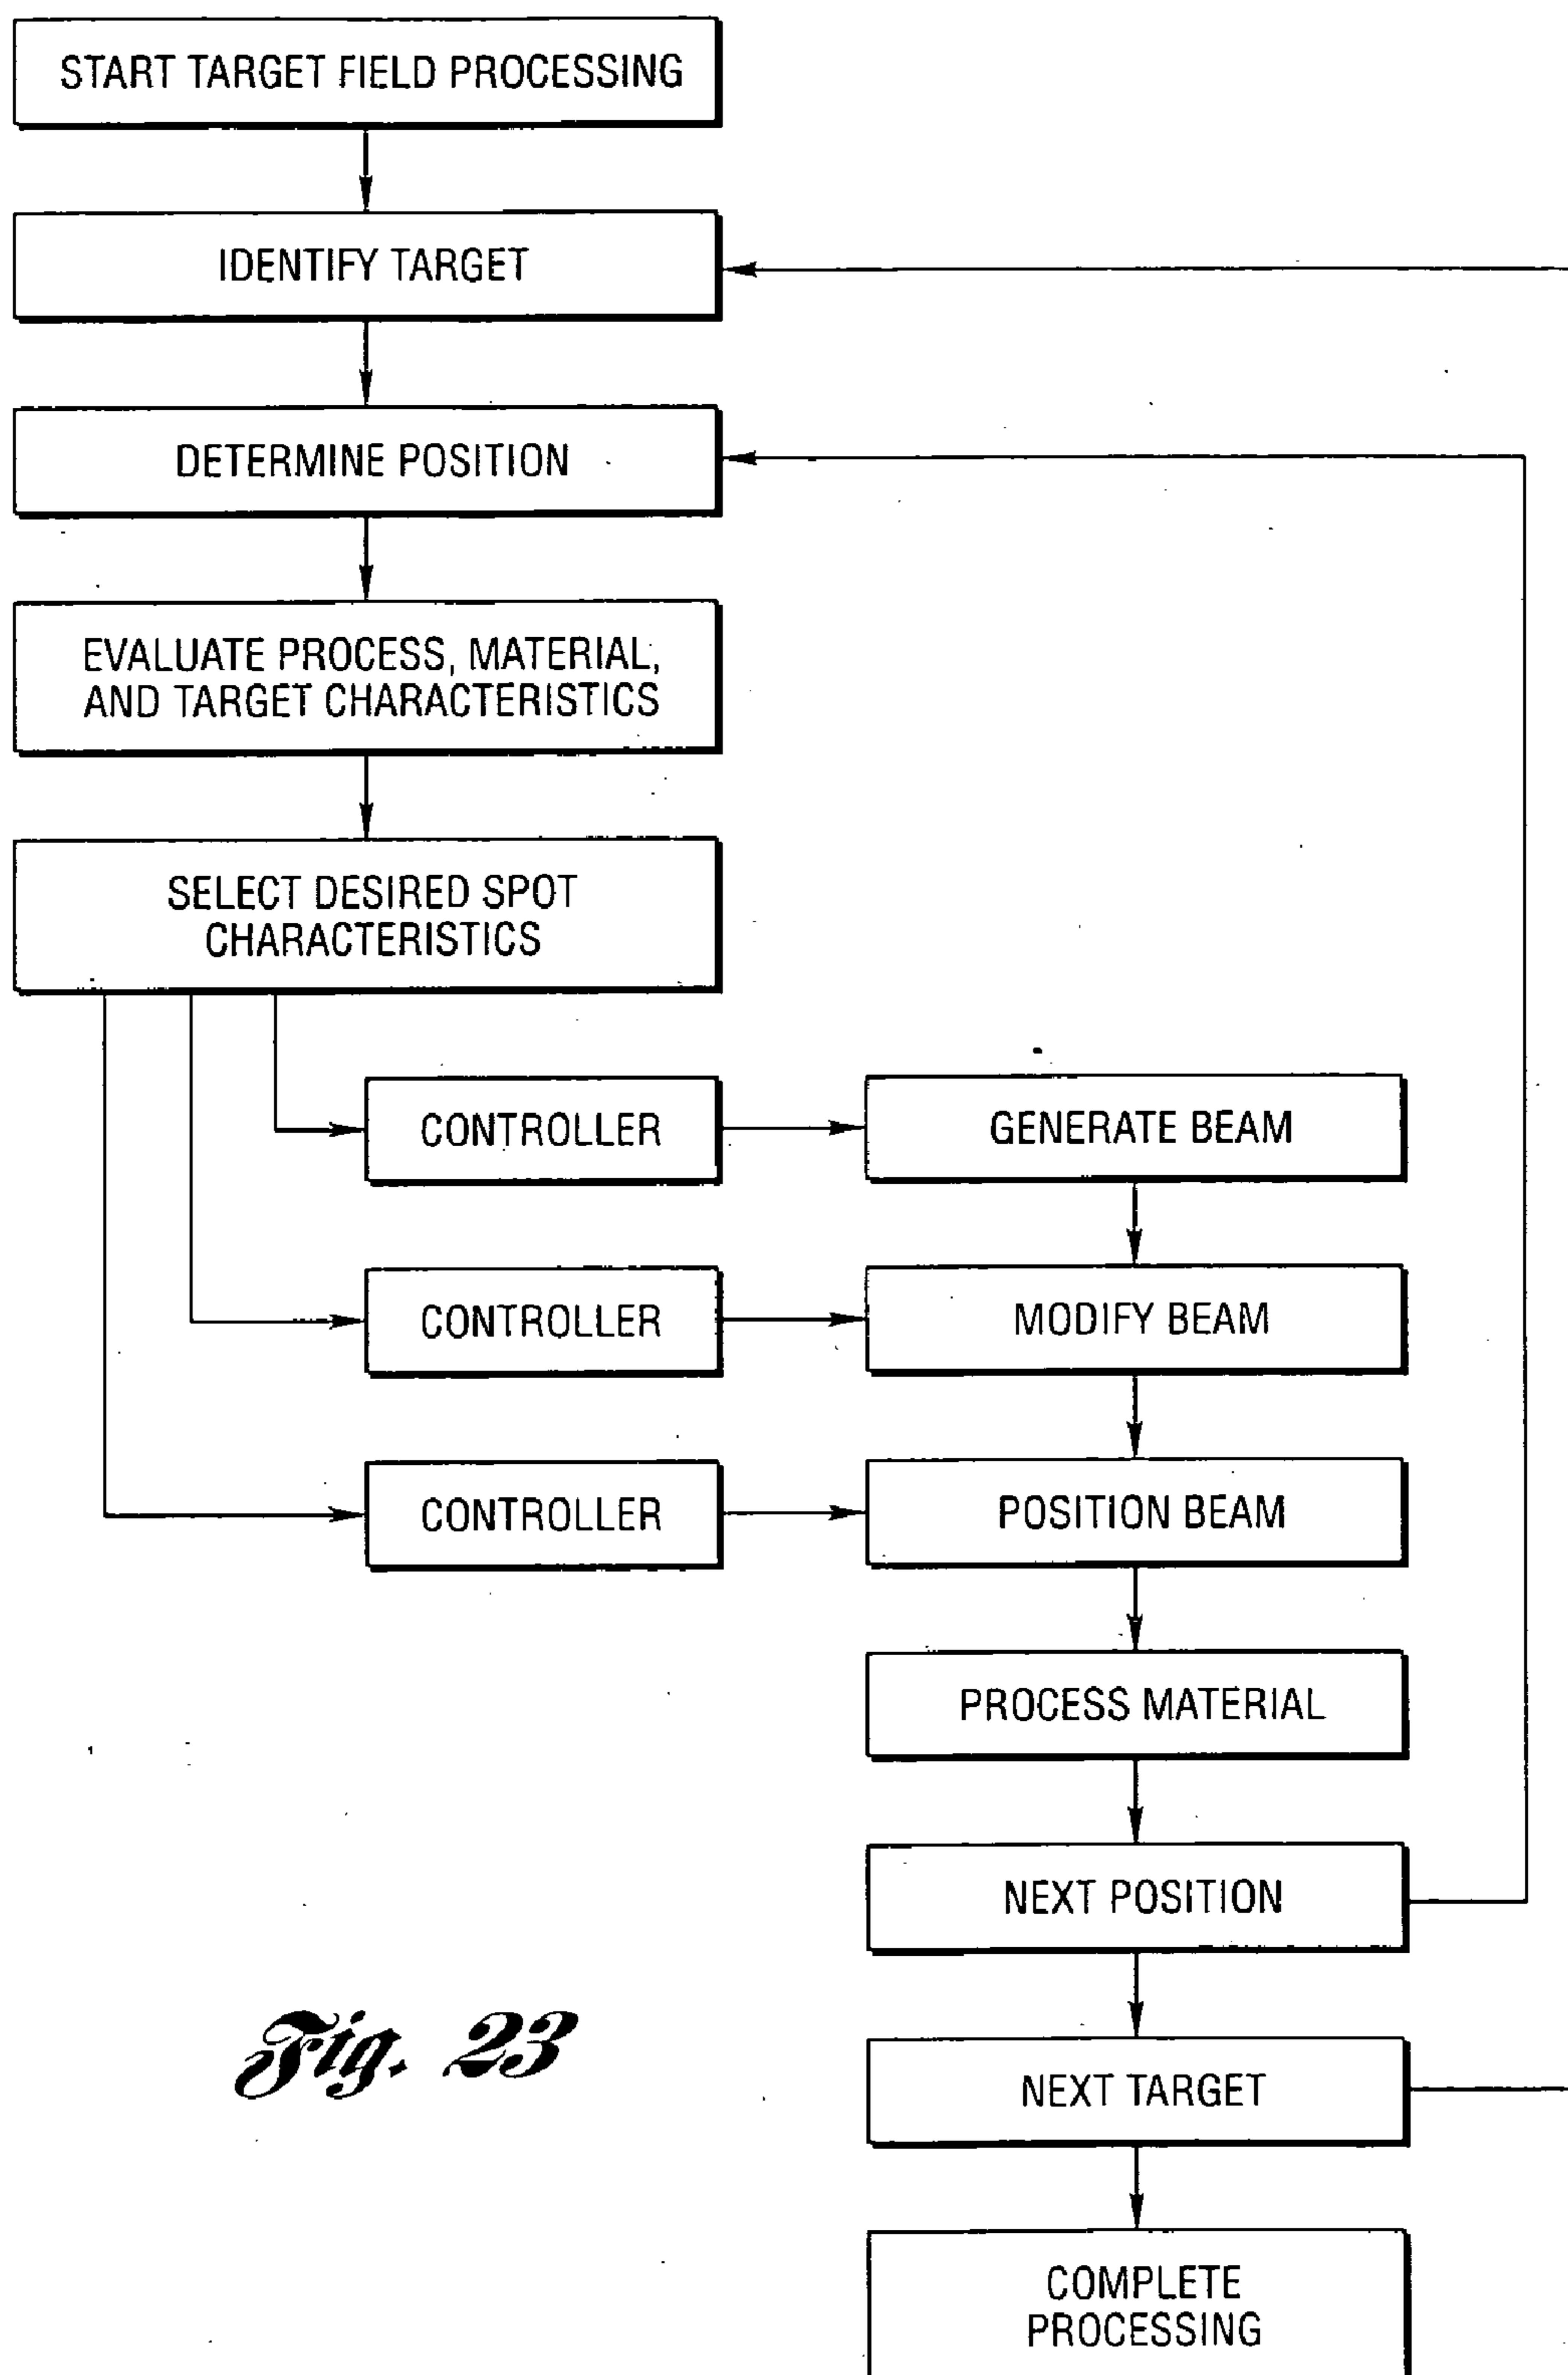 START TARGET FIELD PROCESSING
IDENTIFY TARGET
DETERMINE POSITION
EVALUATE PROCESS, MATERIAL,
AND TARGET CHARACTERISTICS
SELECT DESIRED SPOT
CHARACTERISTICS
CONTROLLER
GENERATE BEAM
CONTROLLER
MODIFY BEAM
CONTROLLER
POSITION BEAM
PROCESS MATERIAL
NEXT POSITION
NEXT TARGET
COMPLETE
PROCESSING
Fig. 23